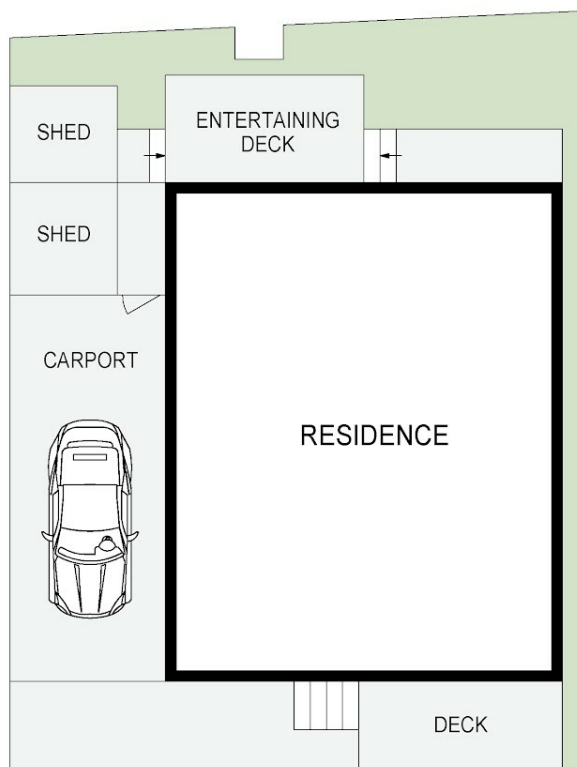 SHED
ENTERTAINING
DECK
SHED
CARPORT
RESIDENCE
DECK